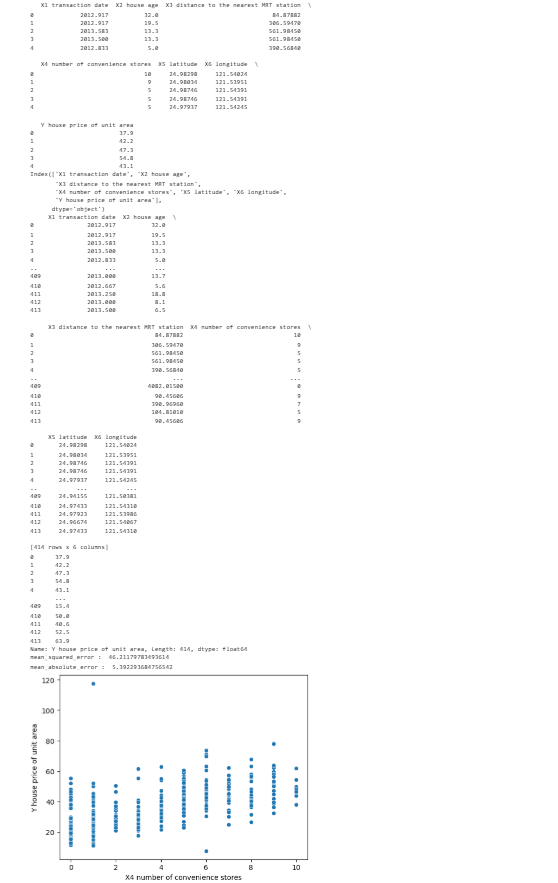 X1 transaction date  X2 house age  X3 distance to the nearest MRT station  \
0  2012.917  32.0  84.87882
1  2012.917  19.5  306.59470
2  2013.583  13.3  561.98450
3  2013.500  13.3  561.98450
4  2012.833  5.0  390.56840
X4 number of convenience stores  X5 latitude  X6 longitude  \
0  10  24.98298  121.54024
1  9  24.98034  121.53951
2  5  24.98746  121.54391
3  5  24.98746  121.54391
4  5  24.97937  121.54245
Y house price of unit area
0  37.9
1  42.2
2  47.3
3  54.8
4  43.1
Index(['X1 transaction date', 'X2 house age',
'X3 distance to the nearest MRT station',
'X4 number of convenience stores', 'X5 latitude', 'X6 longitude',
'Y house price of unit area'],
dtype='object')
X1 transaction date  X2 house age  \
0  2012.917  32.0
1  2012.917  19.5
2  2013.583  13.3
3  2013.500  13.3
4  2012.833  5.0
..  ...  ...
409  2013.000  13.7
410  2012.667  5.6
411  2013.250  18.8
412  2013.000  8.1
413  2013.500  6.5
X3 distance to the nearest MRT station  X4 number of convenience stores  \
0  84.87882  10
1  306.59470  9
2  561.98450  5
3  561.98450  5
4  390.56840  5
..  ...  ...
409  4082.01500  0
410  90.45606  9
411  390.96960  7
412  104.81010  5
413  90.45606  9
X5 latitude  X6 longitude
0  24.98298  121.54024
1  24.98034  121.53951
2  24.98746  121.54391
3  24.98746  121.54391
4  24.97937  121.54245
..  ...  ...
409  24.94155  121.50381
410  24.97433  121.54310
411  24.97923  121.53986
412  24.96674  121.54067
413  24.97433  121.54310
[414 rows x 6 columns]
0  37.9
1  42.2
2  47.3
3  54.8
4  43.1
...
409  15.4
410  50.0
411  40.6
412  52.5
413  63.9
Name: Y house price of unit area, Length: 414, dtype: float64
mean_squared_error :  46.21179783493614
mean_absolute_error :  5.392293684756542
120
100
80
60
40
20
Y house price of unit area
0  2  4  6  8  10
X4 number of convenience stores